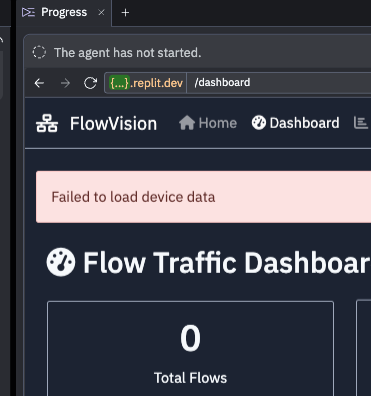 Progress
The agent has not started.
{...}.replit.dev /dashboard
FlowVision Home Dashboard
Failed to load device data
Flow Traffic Dashboar
0
Total Flows